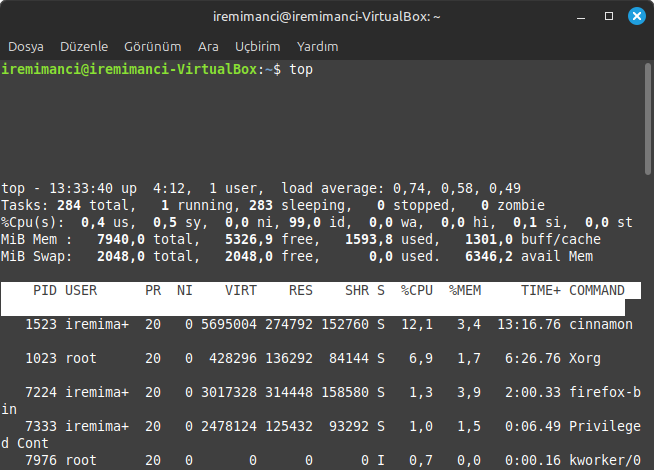 iremimanci@iremimanci-VirtualBox: ~
Dosya Düzenle Görünüm Ara Uçbirim Yardım
iremimanci@iremimanci-VirtualBox:~$ top
top - 13:33:40 up  4:12,  1 user,  load average: 0,74, 0,58, 0,49
Tasks: 284 total,   1 running, 283 sleeping,   0 stopped,   0 zombie
%Cpu(s):  0,4 us,  0,5 sy,  0,0 ni, 99,0 id,  0,0 wa,  0,0 hi,  0,1 si,  0,0 st
MiB Mem :   7940,0 total,   5326,9 free,   1593,8 used,   1301,0 buff/cache
MiB Swap:   2048,0 total,   2048,0 free,      0,0 used.   6346,2 avail Mem
PID USER      PR  NI    VIRT    RES    SHR S  %CPU  %MEM     TIME+ COMMAND
1523 iremima+  20   0 5695004 274792 152760 S  12,1   3,4  13:16.76 cinnamon
1023 root      20   0  428296 136292  84144 S   6,9   1,7   6:26.76 Xorg
7224 iremima+  20   0 3017328 314448 158580 S   1,3   3,9   2:00.33 firefox-b
in
7333 iremima+  20   0 2478124 125432  93292 S   1,0   1,5   0:06.49 Privilege
d Cont
7976 root      20   0       0      0      0 I   0,7   0,0   0:00.16 kworker/0